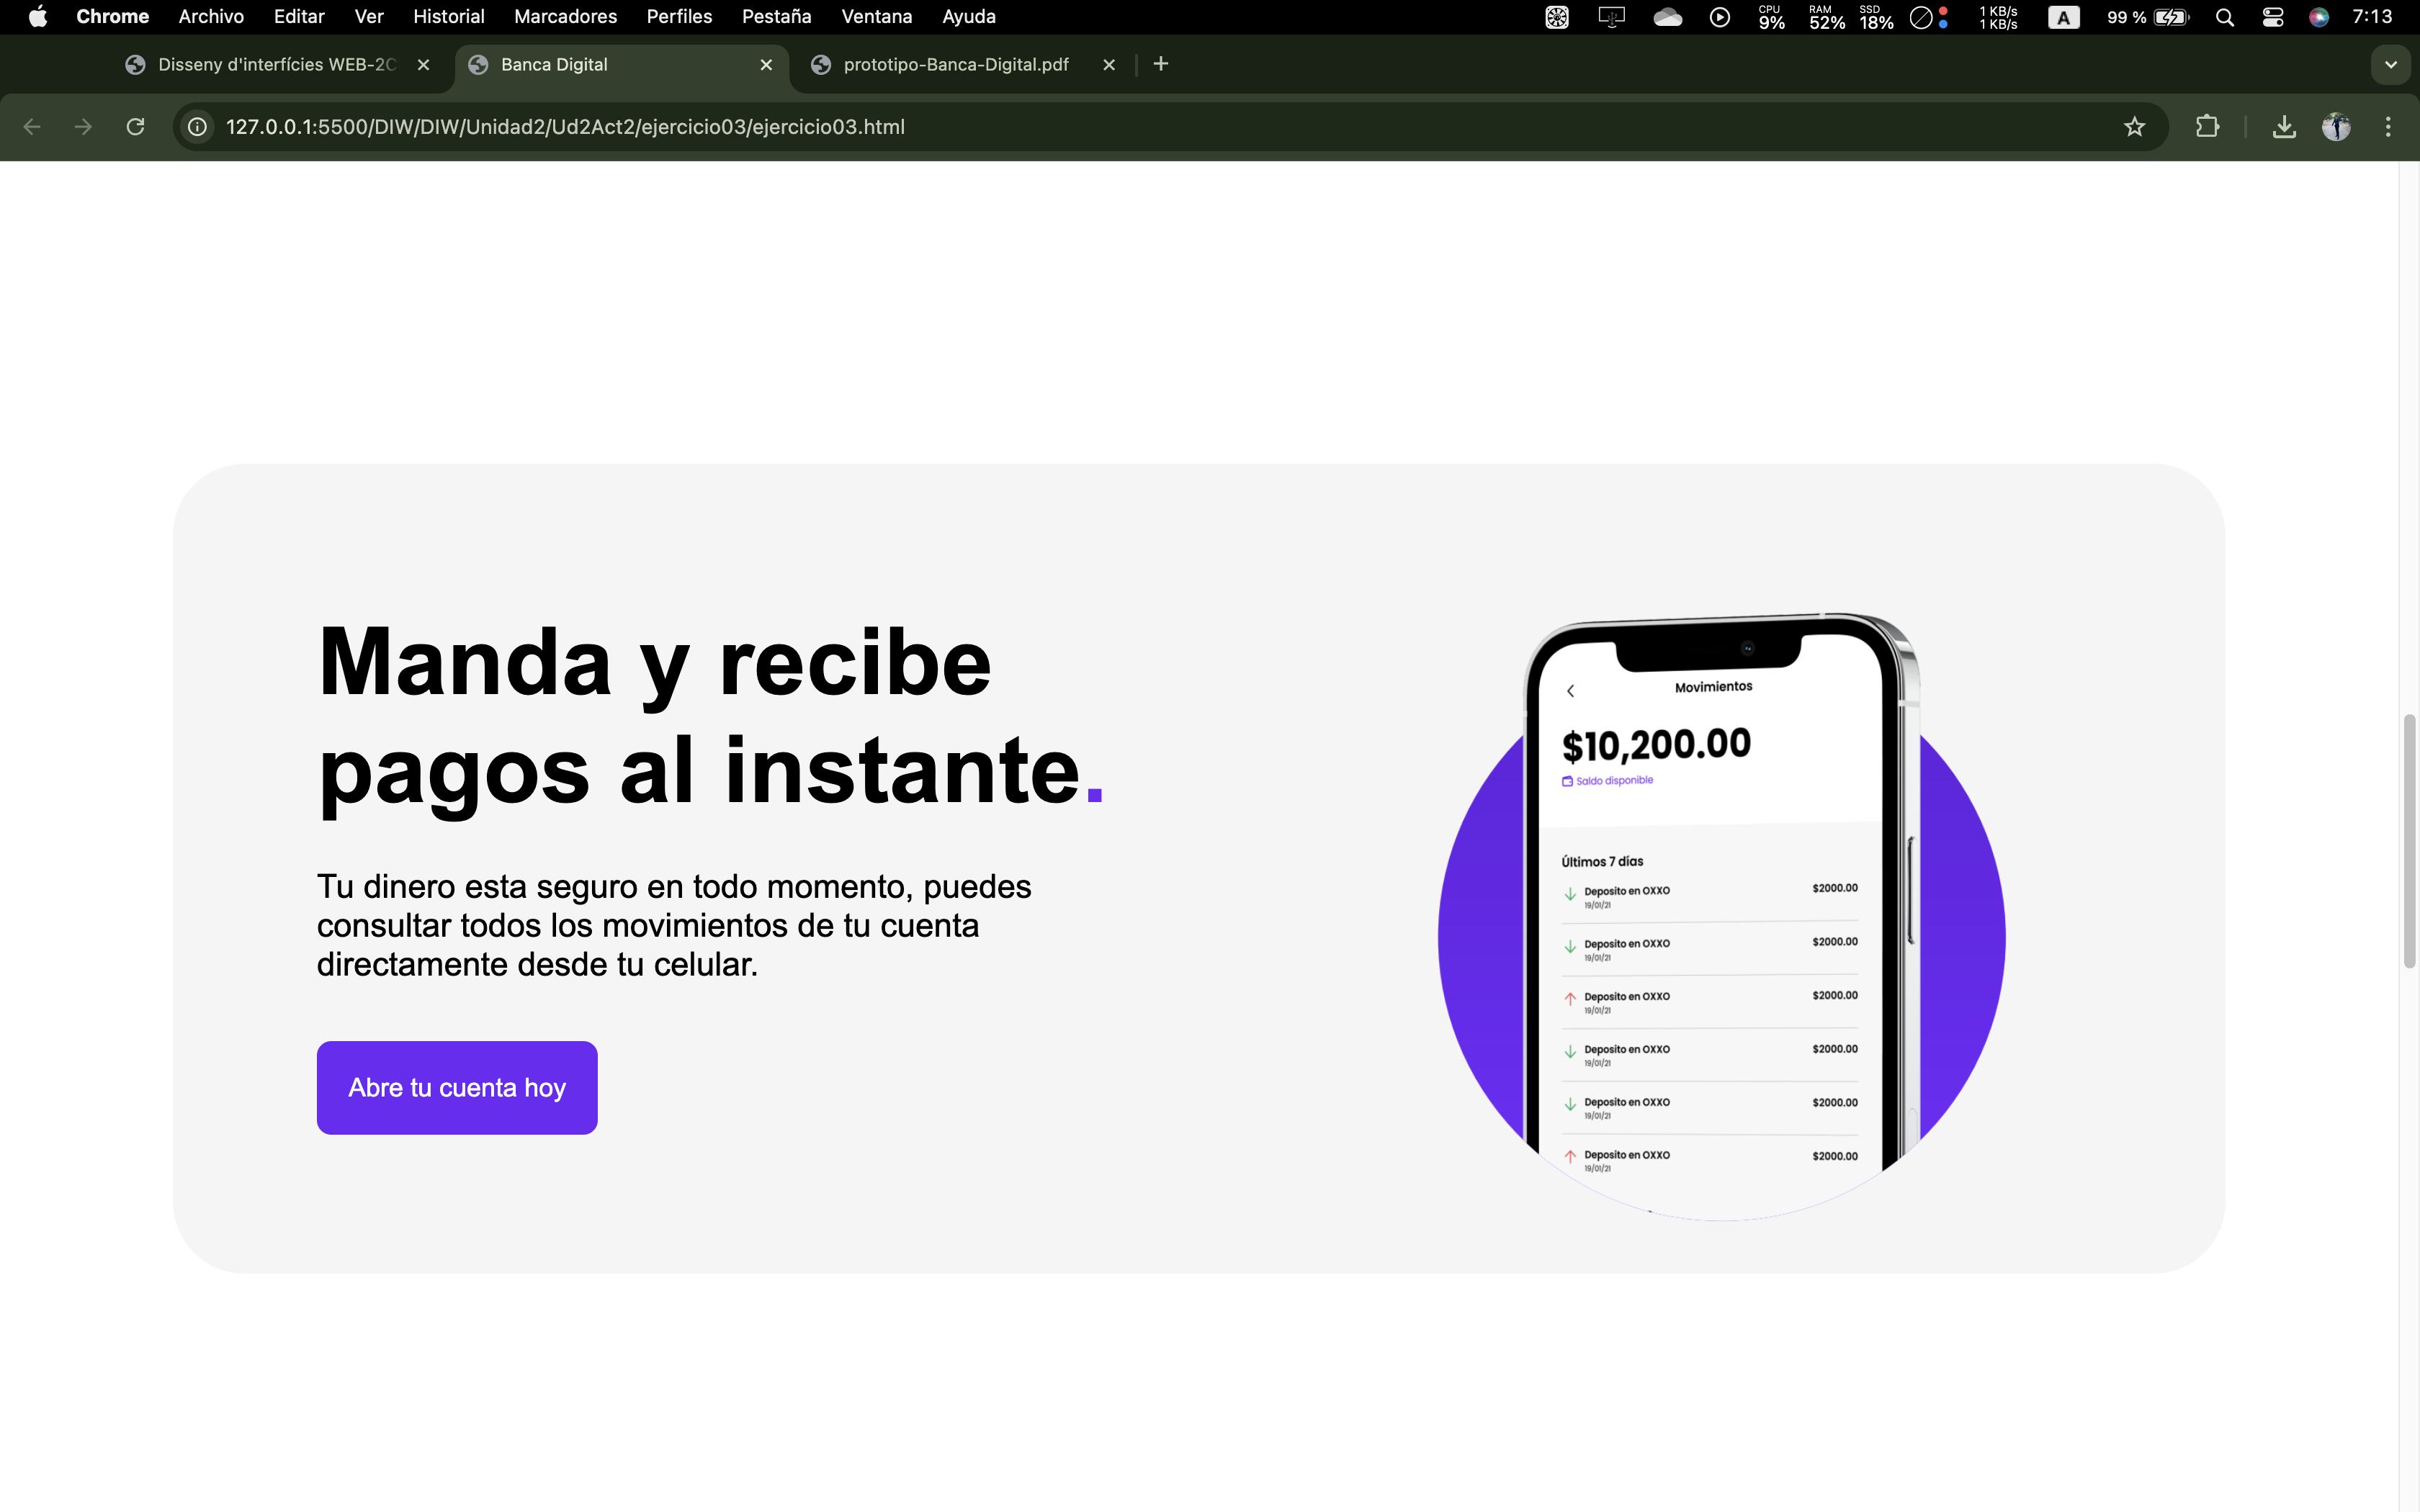 Chrome Archivo Editar Ver Historial Marcadores Perfiles Pestaña Ventana Ayuda
CPU 9% RAM 52% SSD 18% 1 KB/s 1 KB/s A 99 % 7:13
Disseny d'interfícies WEB-2C
Banca Digital
prototipo-Banca-Digital.pdf
127.0.0.1:5500/DIW/DIW/Unidad2/Ud2Act2/ejercicio03/ejercicio03.html
Manda y recibe
pagos al instante.
Tu dinero esta seguro en todo momento, puedes
consultar todos los movimientos de tu cuenta
directamente desde tu celular.
Abre tu cuenta hoy
Movimientos
$10,200.00
Saldo disponible
Últimos 7 días
Deposito en OXXO $2000.00
19/01/21
Deposito en OXXO $2000.00
19/01/21
Deposito en OXXO $2000.00
19/01/21
Deposito en OXXO $2000.00
19/01/21
Deposito en OXXO $2000.00
19/01/21
Deposito en OXXO $2000.00
19/01/21